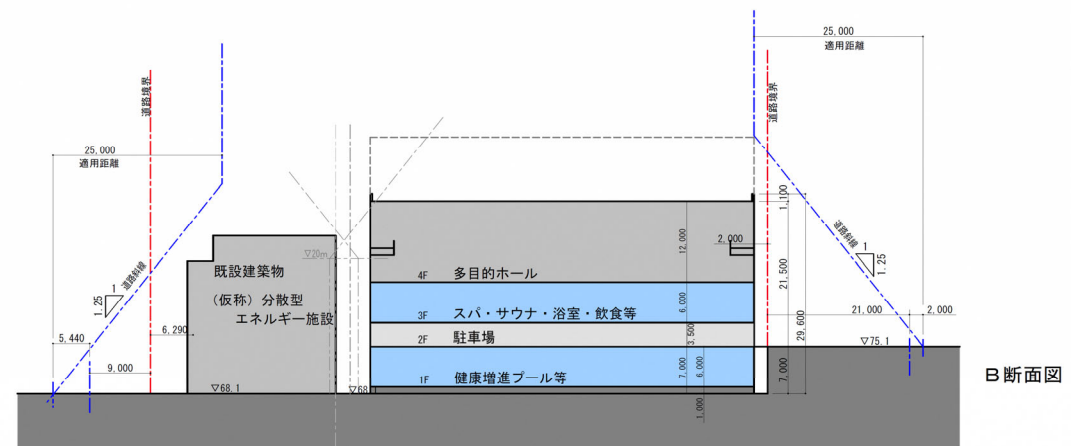 25,000
適用距離
道路境界
道路境界
25,000
適用距離
道路斜線
1
1.25
5,440
9,000
6,290
既設建築物
(仮称)分散型
エネルギー施設
▽68.1
▽20m
▽68
4F 多目的ホール
3F スパ・サウナ・浴室・飲食等
2F 駐車場
1F 健康増進プール等
12,000
6,000
3,500
7,000
6,000
1,000
2,000
1,100
21,500
29,600
7,000
道路斜線
1
1.25
21,000
2,000
▽75.1
B断面図